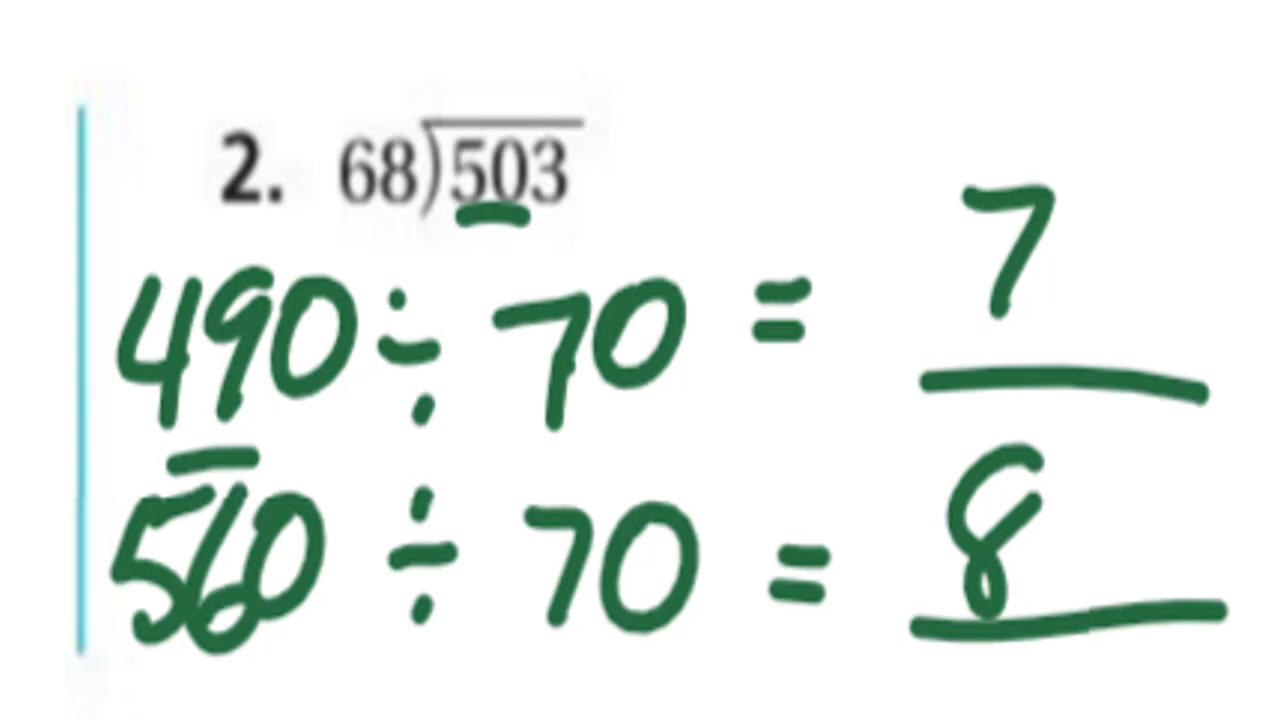 2. 68)503
490 ÷ 70 = 7
560 ÷ 70 = 8